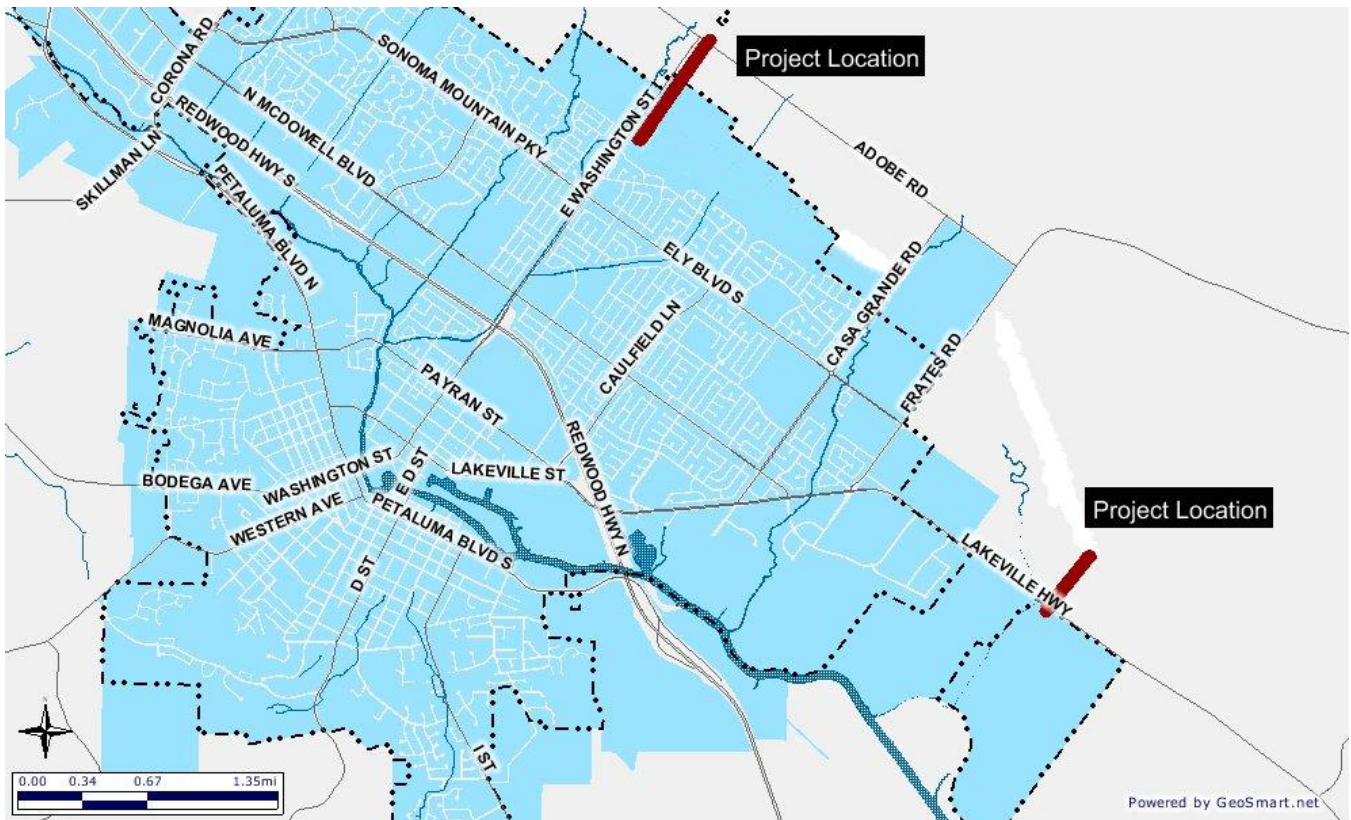 Project Location
CORONA RD
SONOMA MOUNTAIN PKY
N MCDOWELL BLVD
REDWOOD HWY S
SKILLMAN LN
PETALUMA BLVD N
E WASHINGTON ST
ADOBE RD
ELY BLVD S
CASA GRANDE RD
CAULFIELD LN
FRATES RD
MAGNOLIA AVE
PAYRAN ST
REDWOOD HWY N
LAKEVILLE ST
WASHINGTON ST
BODEGA AVE
WESTERN AVE
E D ST
PETALUMA BLVD S
D ST
I ST
Project Location
LAKEVILLE HWY
N
0.00 0.34 0.67 1.35mi
Powered by GeoSmart.net